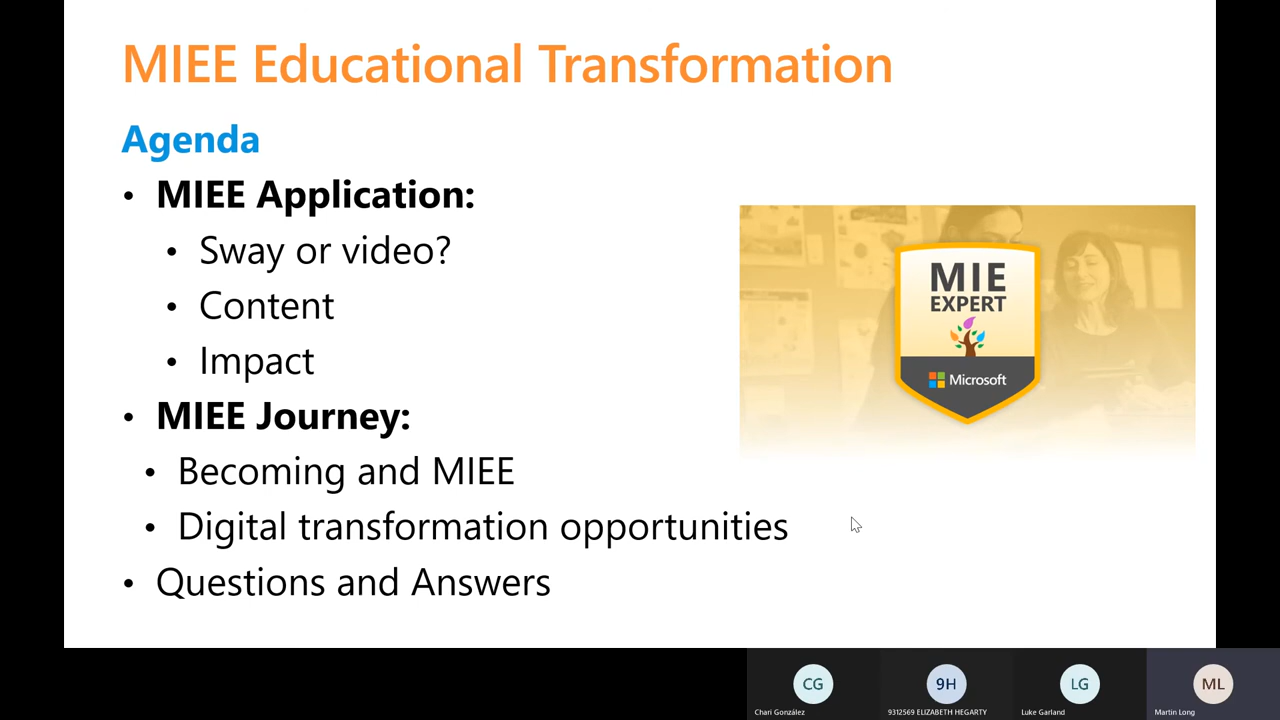 MIEE Educational Transformation
Agenda
• MIEE Application:
• Sway or video?
• Content
• Impact
• MIEE Journey:
• Becoming and MIEE
• Digital transformation opportunities
• Questions and Answers
MIE
EXPERT
Microsoft
CG
9H
LG
ML
Chari González
9312569 ELIZABETH HEGARTY
Luke Garland
Martin Long